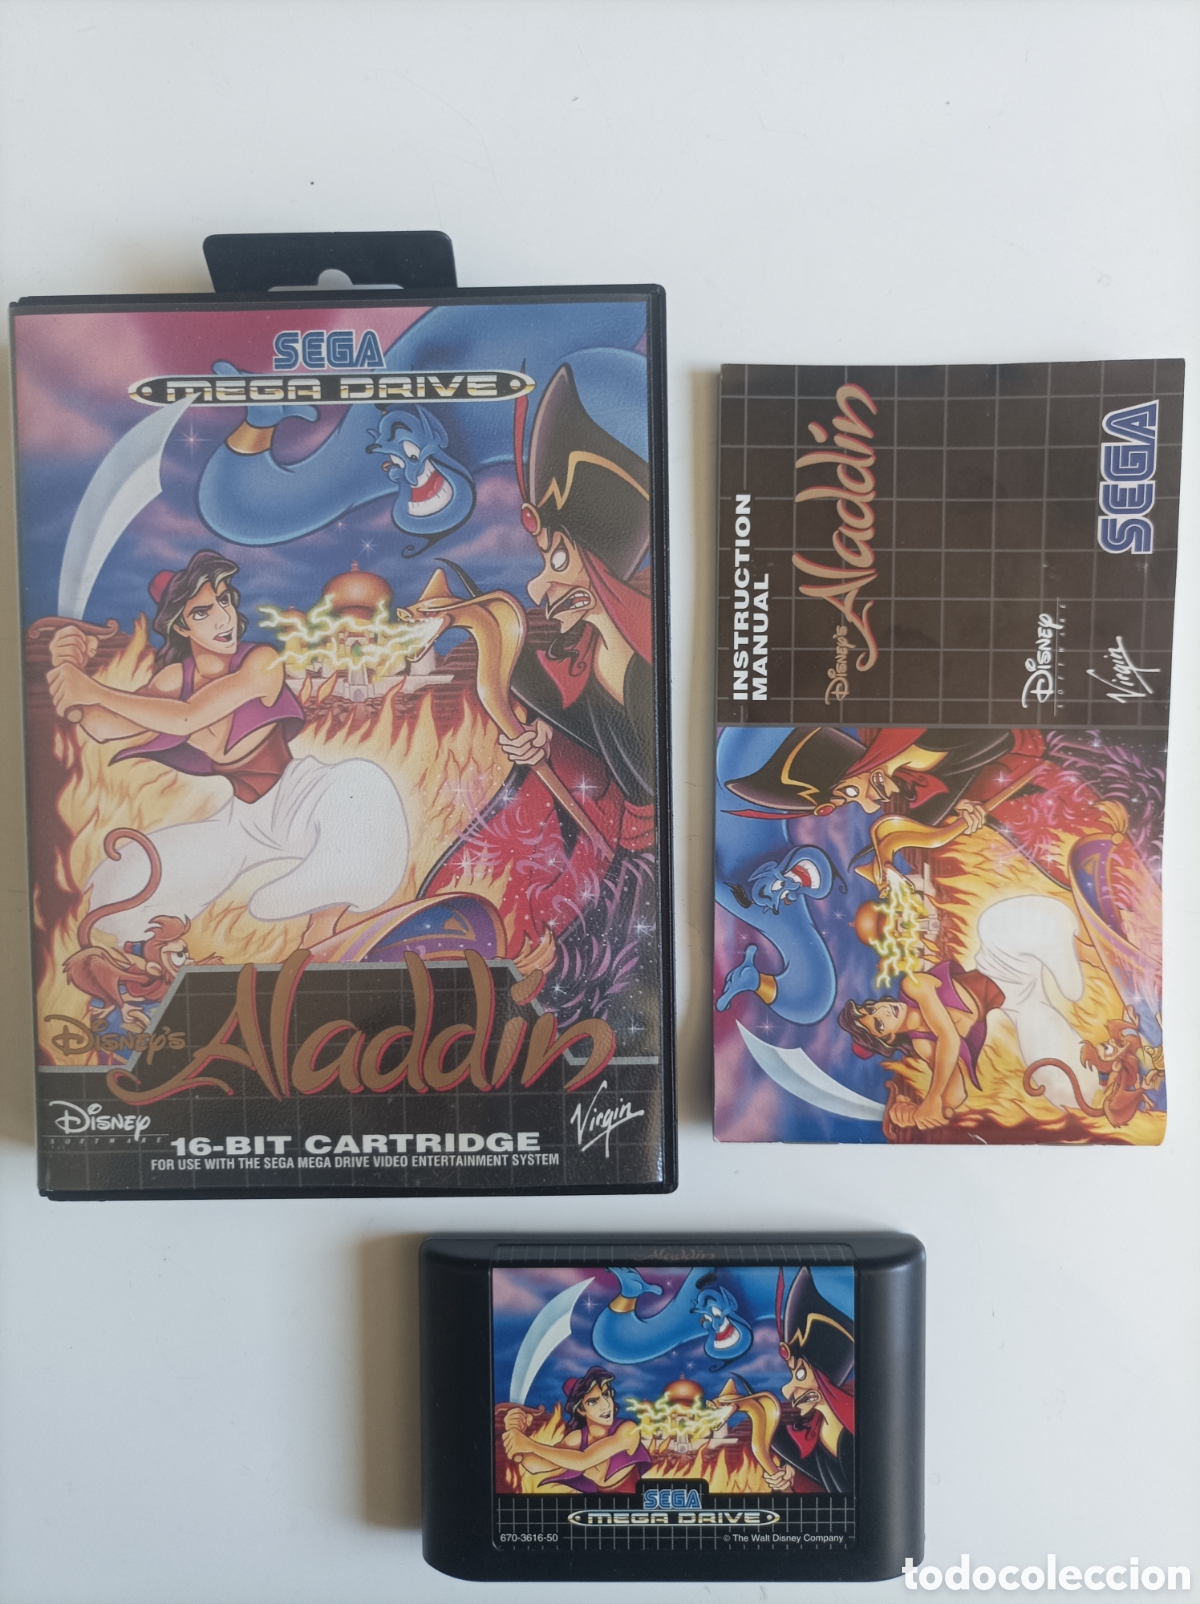 SEGA
MEGA DRIVE
Disney's
Aladdin
Disney
SOFTWARE
16-BIT CARTRIDGE
FOR USE WITH THE SEGA MEGA DRIVE VIDEO ENTERTAINMENT SYSTEM
Virgin
INSTRUCTION
MANUAL
Disney's
Aladdin
SEGA
Disney
SOFTWARE
Virgin
Aladdin
SEGA
MEGA DRIVE
670-3616-50
© The Walt Disney Company
todocoleccion